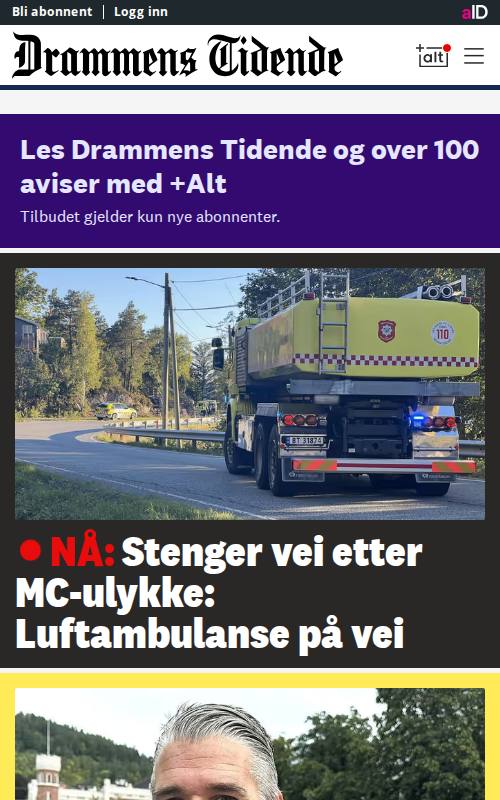 Bli abonnent
Logg inn
aID
Drammens Tidende
+alt
Les Drammens Tidende og over 100
aviser med +Alt
Tilbudet gjelder kun nye abonnenter.
110
BT 31874
NÅ: Stenger vei etter
MC-ulykke:
Luftambulanse på vei